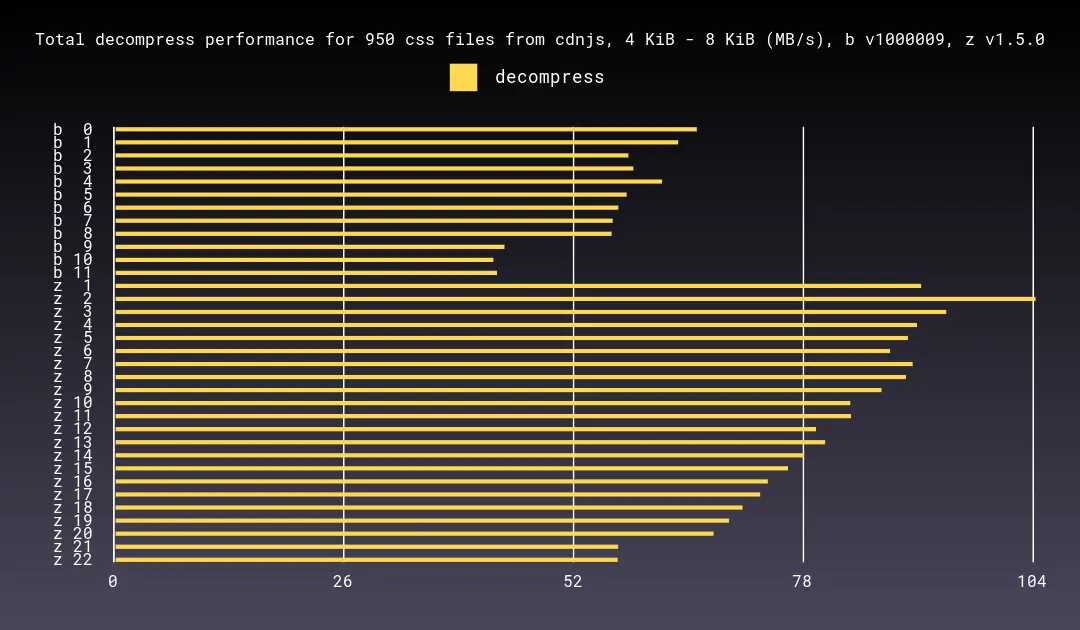 Total decompress performance for 950 css files from cdnjs, 4 KiB - 8 KiB (MB/s), b v1000009, z v1.5.0
decompress
b 0
b 1
b 2
b 3
b 4
b 5
b 6
b 7
b 8
b 9
b 10
b 11
z 1
z 2
z 3
z 4
z 5
z 6
z 7
z 8
z 9
z 10
z 11
z 12
z 13
z 14
z 15
z 16
z 17
z 18
z 19
z 20
z 21
z 22
0 26 52 78 104